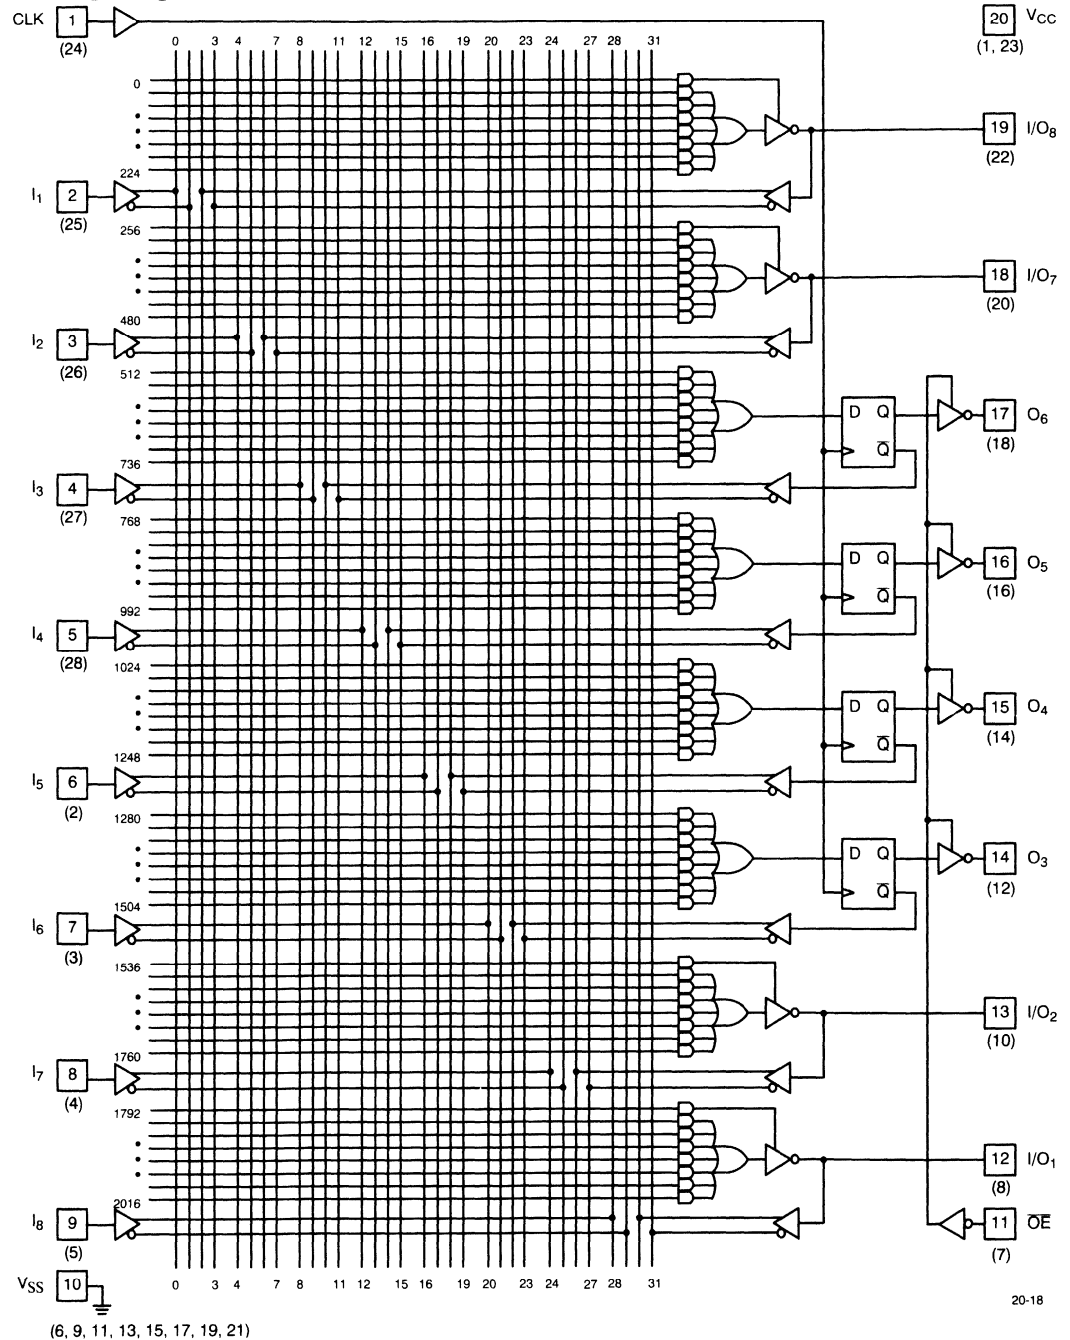 CLK 1 20 VCC
(24) (1, 23)
0 3 4 7 8 11 12 15 16 19 20 23 24 27 28 31
0
19 I/O8
(22)
224
I1 2
(25)
256
18 I/O7
(20)
480
I2 3
(26)
512
D Q 17 O6
Q̅ (18)
736
I3 4
(27)
768
D Q 16 O5
Q̅ (16)
992
I4 5
(28)
1024
D Q 15 O4
Q̅ (14)
1248
I5 6
(2)
1280
D Q 14 O3
Q̅ (12)
1504
I6 7
(3)
1536
13 I/O2
(10)
1760
I7 8
(4)
1792
12 I/O1
(8)
2016
I8 9 11 O̅E̅
(5) (7)
VSS 10 0 3 4 7 8 11 12 15 16 19 20 23 24 27 28 31
20-18
(6, 9, 11, 13, 15, 17, 19, 21)